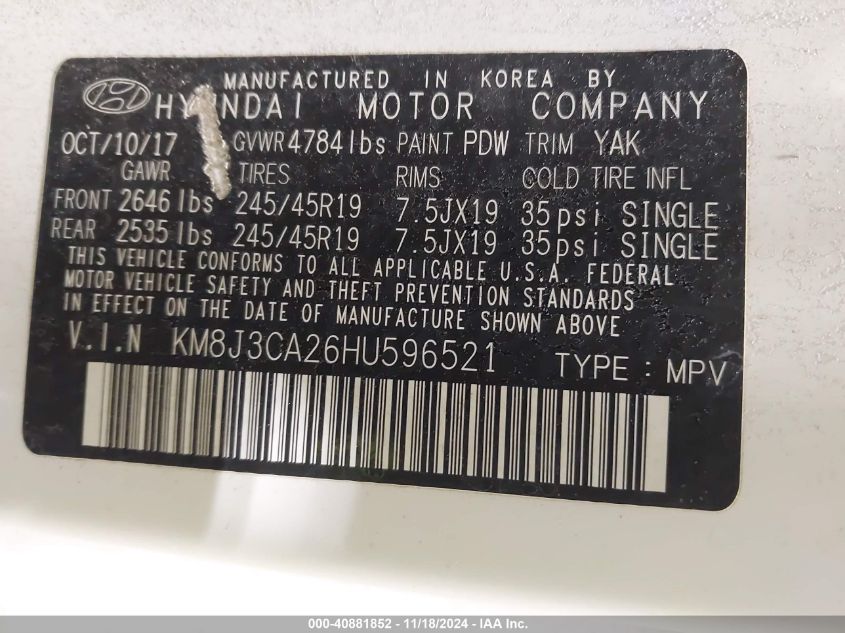 MANUFACTURED IN KOREA BY
HYUNDAI MOTOR COMPANY
OCT/10/17 GVWR 4784 lbs PAINT PDW TRIM YAK
GAWR TIRES RIMS COLD TIRE INFL
FRONT 2646 lbs 245/45R19 7.5JX19 35psi SINGLE
REAR 2535 lbs 245/45R19 7.5JX19 35psi SINGLE
THIS VEHICLE CONFORMS TO ALL APPLICABLE U.S.A. FEDERAL
MOTOR VEHICLE SAFETY AND THEFT PREVENTION STANDARDS
IN EFFECT ON THE DATE OF MANUFACTURE SHOWN ABOVE
V.I.N KM8J3CA26HU596521 TYPE : MPV
000-40881852 - 11/18/2024 - IAA Inc.